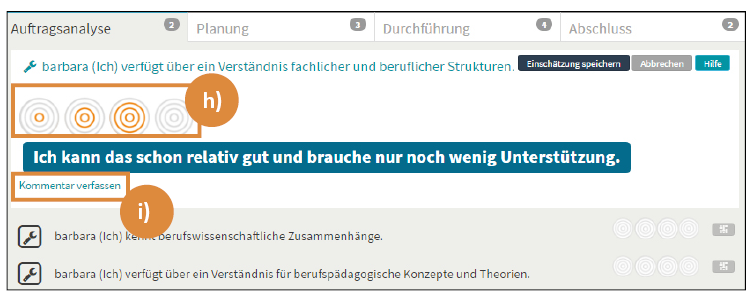 Auftragsanalyse 2 Planung 3 Durchführung 4 Abschluss 2
barbara (Ich) verfügt über ein Verständnis fachlicher und beruflicher Strukturen. Einschätzung speichern Abbrechen Hilfe
h)
Ich kann das schon relativ gut und brauche nur noch wenig Unterstützung.
Kommentar verfassen
i)
barbara (Ich) kennt berufswissenschaftliche Zusammenhänge.
barbara (Ich) verfügt über ein Verständnis für berufspädagogische Konzepte und Theorien.